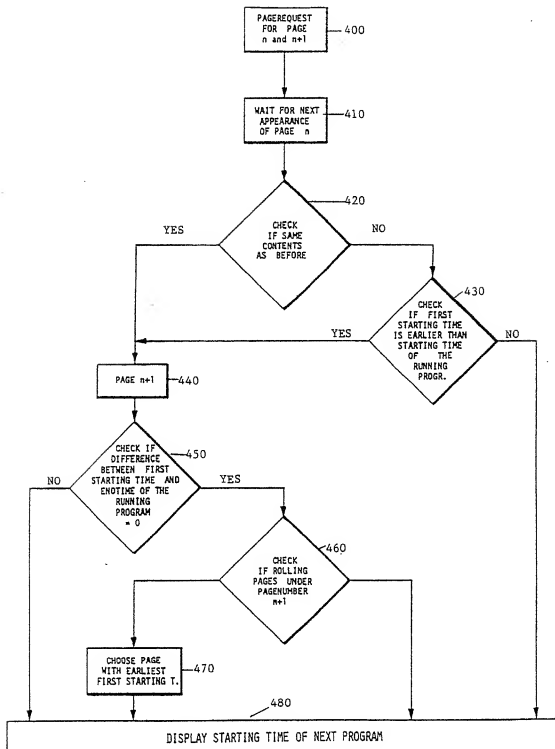 PAGEREQUEST
FOR PAGE
n and n+1
400
WAIT FOR NEXT
APPEARANCE
OF PAGE n
410
420
CHECK
IF SAME
CONTENTS
AS BEFORE
YES
NO
430
CHECK
IF FIRST
STARTING TIME
IS EARLIER THAN
STARTING TIME
OF THE
RUNNING
PROGR.
YES
NO
PAGE n+1
440
450
CHECK IF
DIFFERENCE
BETWEEN FIRST
STARTING TIME AND
ENDTIME OF THE
RUNNING
PROGRAM
= 0
NO
YES
460
CHECK
IF ROLLING
PAGES UNDER
PAGENUMBER
n+1
CHOOSE PAGE
WITH EARLIEST
FIRST STARTING T.
470
480
DISPLAY STARTING TIME OF NEXT PROGRAM